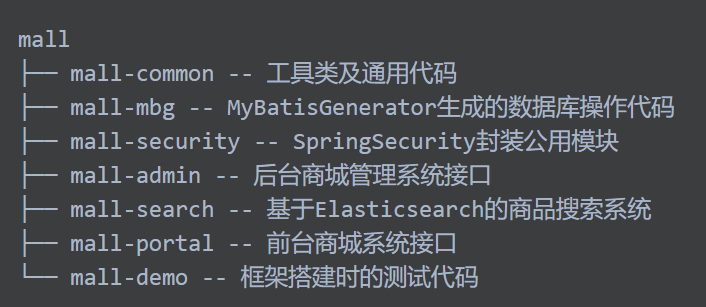 mall
├── mall-common -- 工具类及通用代码
├── mall-mbg -- MyBatisGenerator生成的数据库操作代码
├── mall-security -- SpringSecurity封装公用模块
├── mall-admin -- 后台商城管理系统接口
├── mall-search -- 基于Elasticsearch的商品搜索系统
├── mall-portal -- 前台商城系统接口
└── mall-demo -- 框架搭建时的测试代码